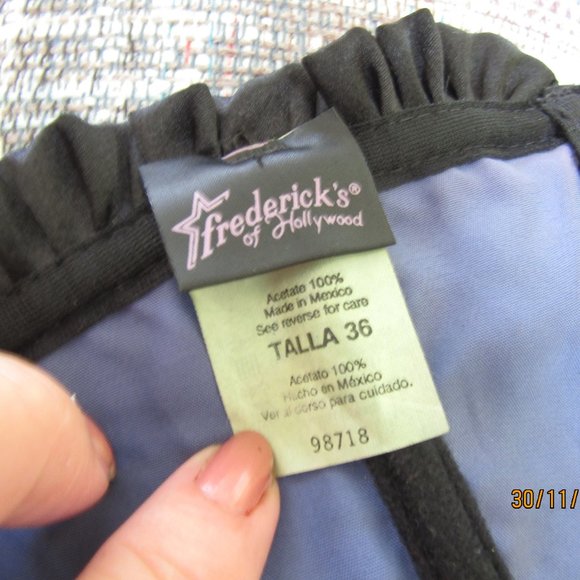 frederick's®
of Hollywood
Acetate 100%
Made in Mexico
See reverse for care
TALLA 36
Acetato 100%
Hecho en México
Ver al dorso para cuidado.
98718
30/11/